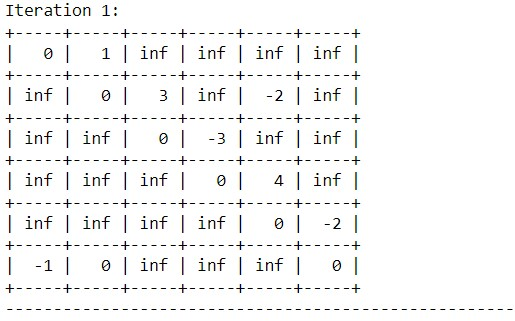 Iteration 1:
+-----+-----+-----+-----+-----+-----+
|   0 |   1 | inf | inf | inf | inf |
+-----+-----+-----+-----+-----+-----+
| inf |   0 |   3 | inf |  -2 | inf |
+-----+-----+-----+-----+-----+-----+
| inf | inf |   0 |  -3 | inf | inf |
+-----+-----+-----+-----+-----+-----+
| inf | inf | inf |   0 |   4 | inf |
+-----+-----+-----+-----+-----+-----+
| inf | inf | inf | inf |   0 |  -2 |
+-----+-----+-----+-----+-----+-----+
|  -1 |   0 | inf | inf | inf |   0 |
+-----+-----+-----+-----+-----+-----+
-----------------------------------------------------